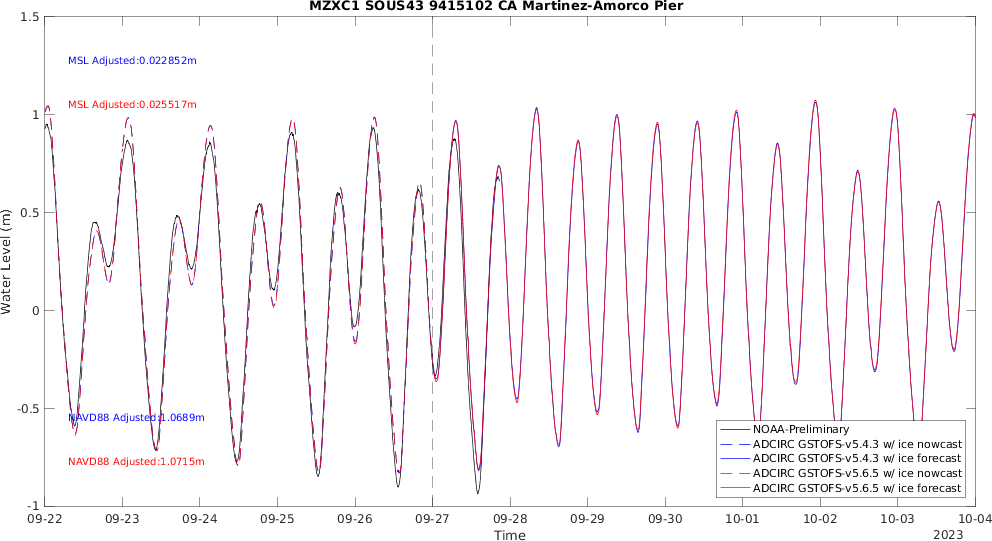 MZXC1 SOUS43 9415102 CA Martinez-Amorco Pier
1.5
1
0.5
0
-0.5
-1
Water Level (m)
MSL Adjusted:0.022852m
MSL Adjusted:0.025517m
NAVD88 Adjusted:1.0689m
NAVD88 Adjusted:1.0715m
NOAA-Preliminary
ADCIRC GSTOFS-v5.4.3 w/ ice nowcast
ADCIRC GSTOFS-v5.4.3 w/ ice forecast
ADCIRC GSTOFS-v5.6.5 w/ ice nowcast
ADCIRC GSTOFS-v5.6.5 w/ ice forecast
09-22 09-23 09-24 09-25 09-26 09-27 09-28 09-29 09-30 10-01 10-02 10-03 10-04
Time
2023